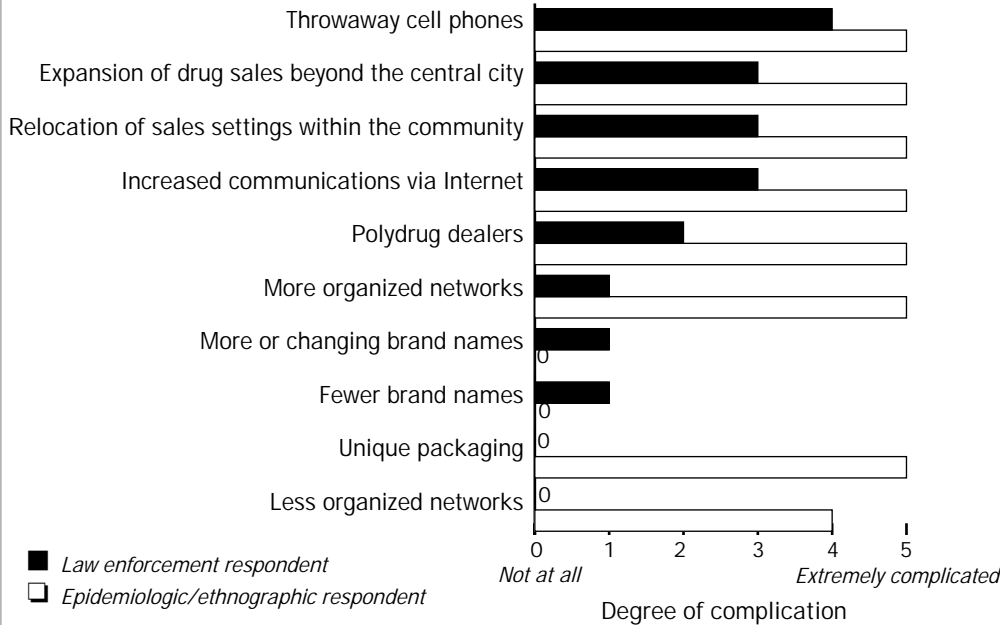 Throwaway cell phones
Expansion of drug sales beyond the central city
Relocation of sales settings within the community
Increased communications via Internet
Polydrug dealers
More organized networks
More or changing brand names
0
Fewer brand names
0
Unique packaging 0
Less organized networks 0
0 1 2 3 4 5
Not at all Extremely complicated
Degree of complication
Law enforcement respondent
Epidemiologic/ethnographic respondent